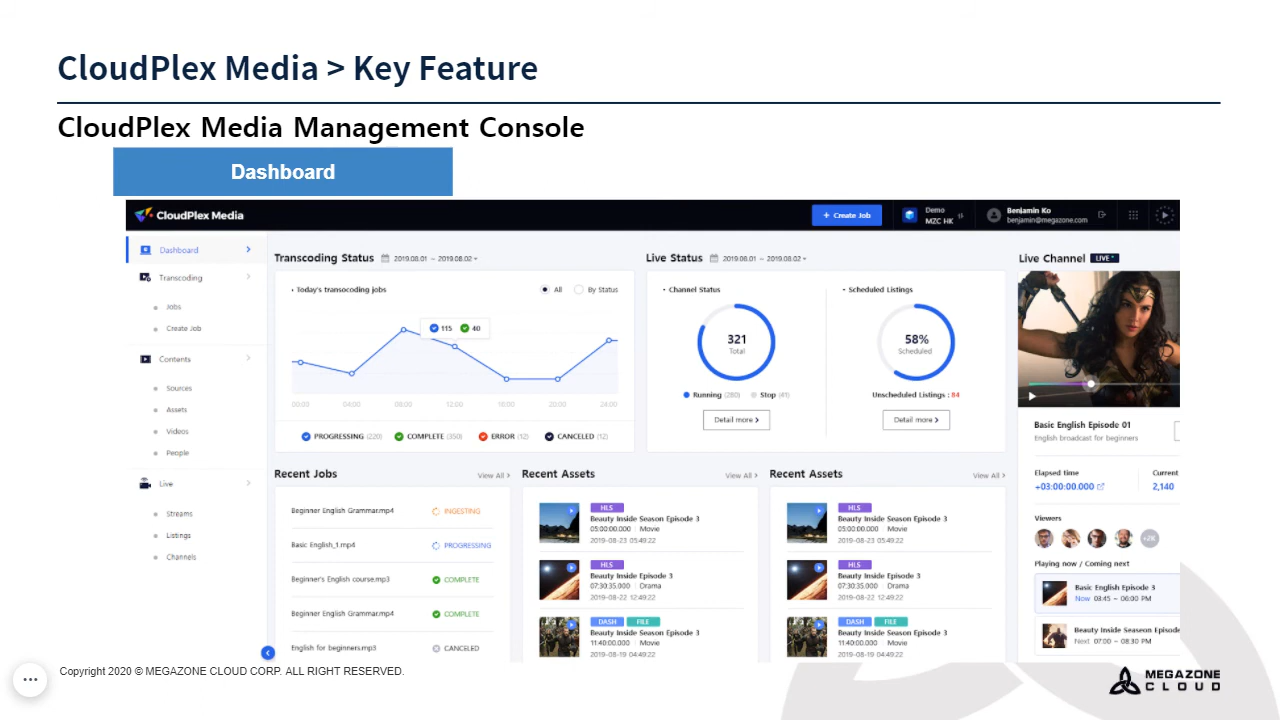 CloudPlex Media > Key Feature
CloudPlex Media Management Console
Dashboard
CloudPlex Media
+ Create Job
Demo
MZC HK
Benjamin Ko
benjamin@megazone.com
Dashboard
Transcoding
Jobs
Create Job
Contents
Sources
Assets
Videos
People
Live
Streams
Listings
Channels
Transcoding Status 2019.08.01 ~ 2019.08.02
Today's transocoding jobs
All By Status
115 40
00:00 04:00 08:00 12:00 16:00 20:00 24:00
PROGRESSING (220) COMPLETE (350) ERROR (12) CANCELED (12)
Live Status 2019.08.01 ~ 2019.08.02
Channel Status
321
Total
Running (280) Stop (41)
Detail more >
Scheduled Listings
58%
Scheduled
Unscheduled Listings : 84
Detail more >
Live Channel LIVE
Basic English Episode 01
English broadcast for beginners
Elapsed time
+03:00:00.000
Current
2,140
Viewers
+2K
Playing now / Coming next
Basic English Episode 3
Now 03:45 ~ 06:00 PM
Beauty Inside Seaseon Episode
Next 07:00 ~ 08:30 PM
Recent Jobs View All >
Beginner English Grammar.mp4 INGESTING
Basic English_1.mp4 PROGRESSING
Beginner's English course.mp3 COMPLETE
Beginner English Grammar.mp4 COMPLETE
English for beginners.mp3 CANCELED
Recent Assets View All >
HLS
Beauty Inside Season Episode 3
05:00:00.000 Movie
2019-08-23 05:49:22
HLS
Beauty Inside Episode 3
07:30:35.000 Drama
2019-08-22 12:49:22
DASH FILE
Beauty Inside Season Episode 3
11:40:00.000 Movie
2019-08-19 04:49:22
Recent Assets View All >
HLS
Beauty Inside Season Episode 3
05:00:00.000 Movie
2019-08-23 05:49:22
HLS
Beauty Inside Episode 3
07:30:35.000 Drama
2019-08-22 12:49:22
DASH FILE
Beauty Inside Season Episode 3
11:40:00.000 Movie
2019-08-19 04:49:22
Copyright 2020 © MEGAZONE CLOUD CORP. ALL RIGHT RESERVED.
MEGAZONE
CLOUD